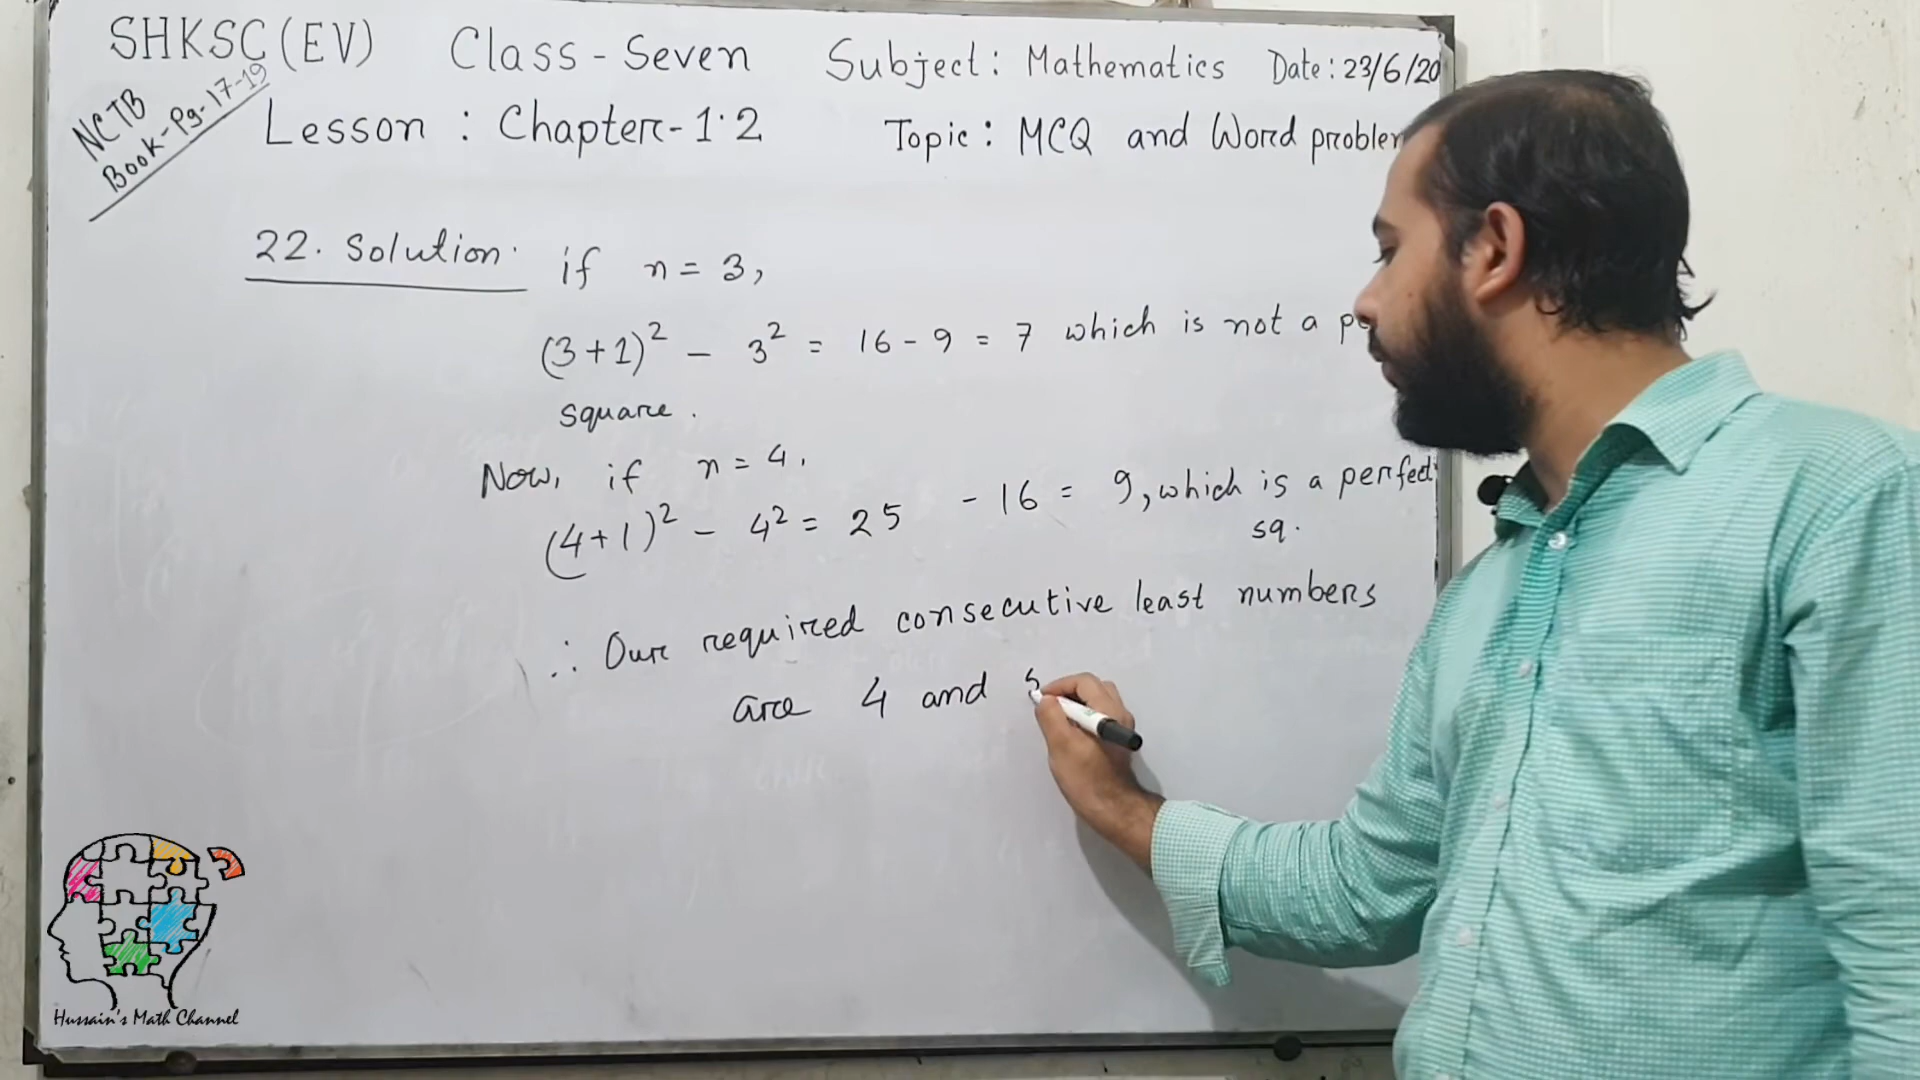 SHKSC(EV) Class - Seven Subject: Mathematics Date: 23/6/20
NCTB
Book - Pg- 17-19
Lesson : Chapter - 1.2 Topic: MCQ and Word problem
22. Solution. if n = 3,
(3+1)² - 3² = 16 - 9 = 7 which is not a
square.
Now, if n = 4,
(4+1)² - 4² = 25 - 16 = 9, which is a perfect
sq.
∴ Our required consecutive least numbers
are 4 and 5
Hussain's Math Channel